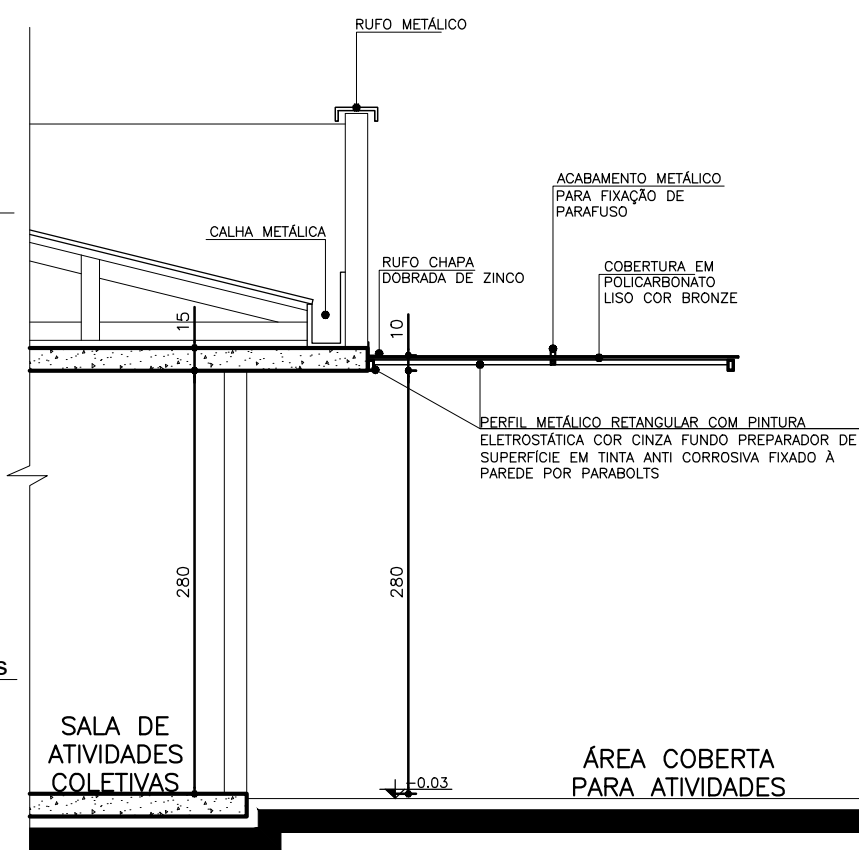 RUFO METÁLICO
ACABAMENTO METÁLICO
PARA FIXAÇÃO DE
PARAFUSO
CALHA METÁLICA
RUFO CHAPA
DOBRADA DE ZINCO
COBERTURA EM
POLICARBONATO
LISO COR BRONZE
15
10
PERFIL METÁLICO RETANGULAR COM PINTURA
ELETROSTÁTICA COR CINZA FUNDO PREPARADOR DE
SUPERFÍCIE EM TINTA ANTI CORROSIVA FIXADO À
PAREDE POR PARABOLTS
280
280
S
SALA DE
ATIVIDADES
COLETIVAS
-0.03
ÁREA COBERTA
PARA ATIVIDADES